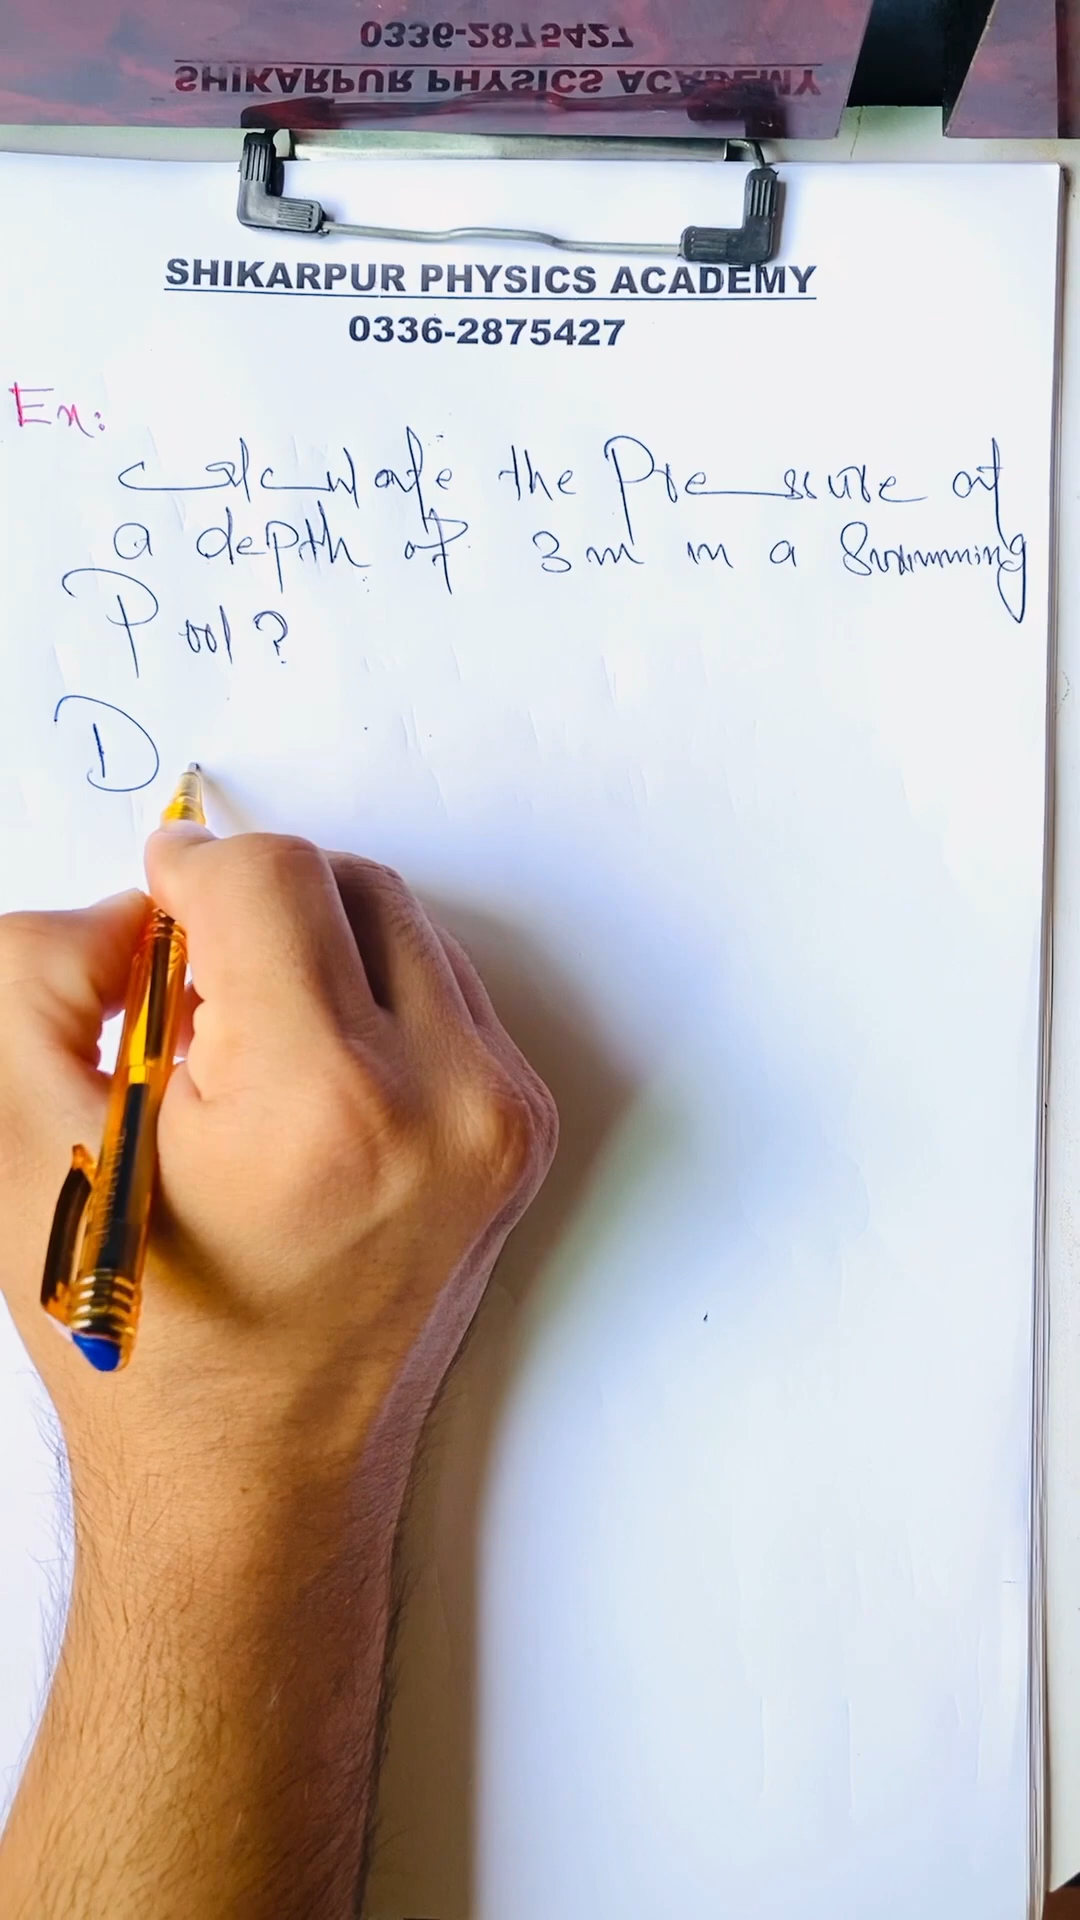 0336-2875427
SHIKARPUR PHYSICS ACADEMY
SHIKARPUR PHYSICS ACADEMY
0336-2875427
Ex:
calculate the Pressure at
a depth of 3m in a Swimming
Pool?
D